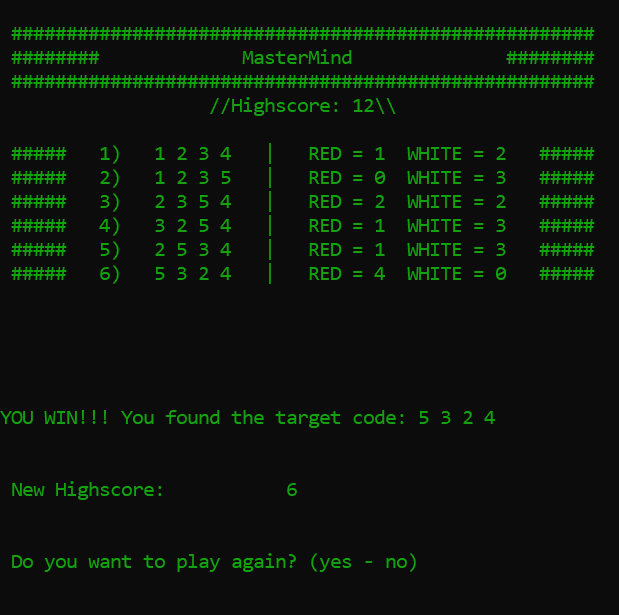 #####################################################
######## MasterMind ########
#####################################################
//Highscore: 12\\
##### 1) 1 2 3 4 | RED = 1 WHITE = 2 #####
##### 2) 1 2 3 5 | RED = 0 WHITE = 3 #####
##### 3) 2 3 5 4 | RED = 2 WHITE = 2 #####
##### 4) 3 2 5 4 | RED = 1 WHITE = 3 #####
##### 5) 2 5 3 4 | RED = 1 WHITE = 3 #####
##### 6) 5 3 2 4 | RED = 4 WHITE = 0 #####
YOU WIN!!! You found the target code: 5 3 2 4
New Highscore: 6
Do you want to play again? (yes - no)